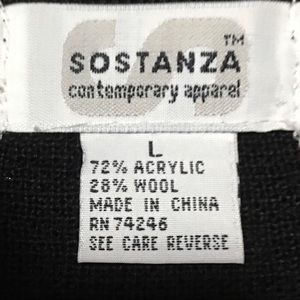 SOSTANZA™
contemporary apparel
L
72% ACRYLIC
28% WOOL
MADE IN CHINA
RN 74246
SEE CARE REVERSE